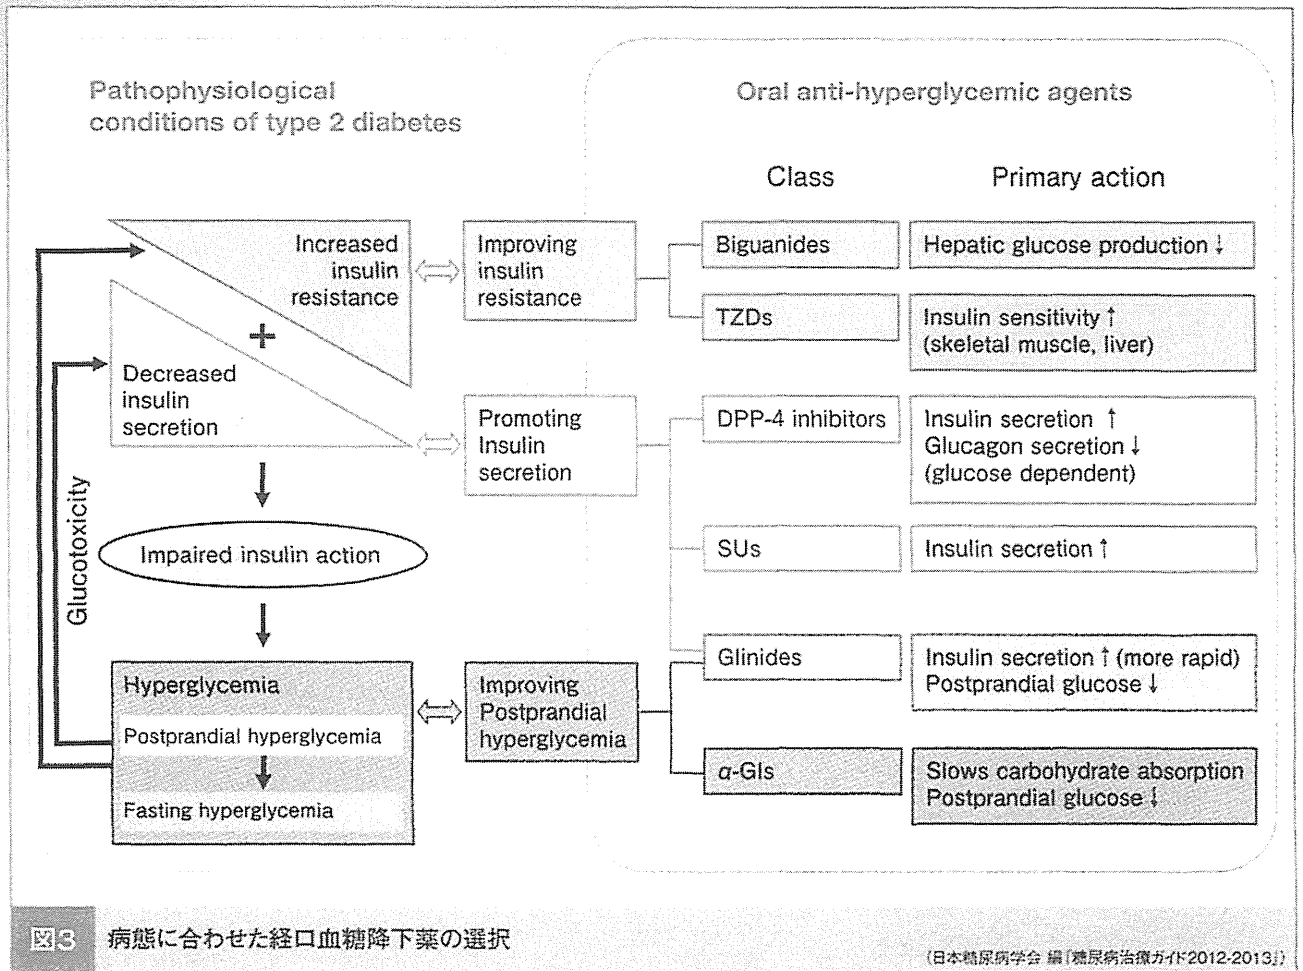 Pathophysiological
conditions of type 2 diabetes
Oral anti-hyperglycemic agents
Class
Primary action
Increased
insulin
resistance
+
Decreased
insulin
secretion
Improving
insulin
resistance
Biguanides
Hepatic glucose production ↓
TZDs
Insulin sensitivity ↑
(skeletal muscle, liver)
Promoting
Insulin
secretion
DPP-4 inhibitors
Insulin secretion ↑
Glucagon secretion ↓
(glucose dependent)
Glucotoxicity
Impaired insulin action
SUs
Insulin secretion ↑
Glinides
Insulin secretion ↑ (more rapid)
Postprandial glucose ↓
Hyperglycemia
Postprandial hyperglycemia
Fasting hyperglycemia
Improving
Postprandial
hyperglycemia
α-GIs
Slows carbohydrate absorption
Postprandial glucose ↓
図3 病態に合わせた経口血糖降下薬の選択
(日本糖尿病学会 編『糖尿病治療ガイド2012-2013』)